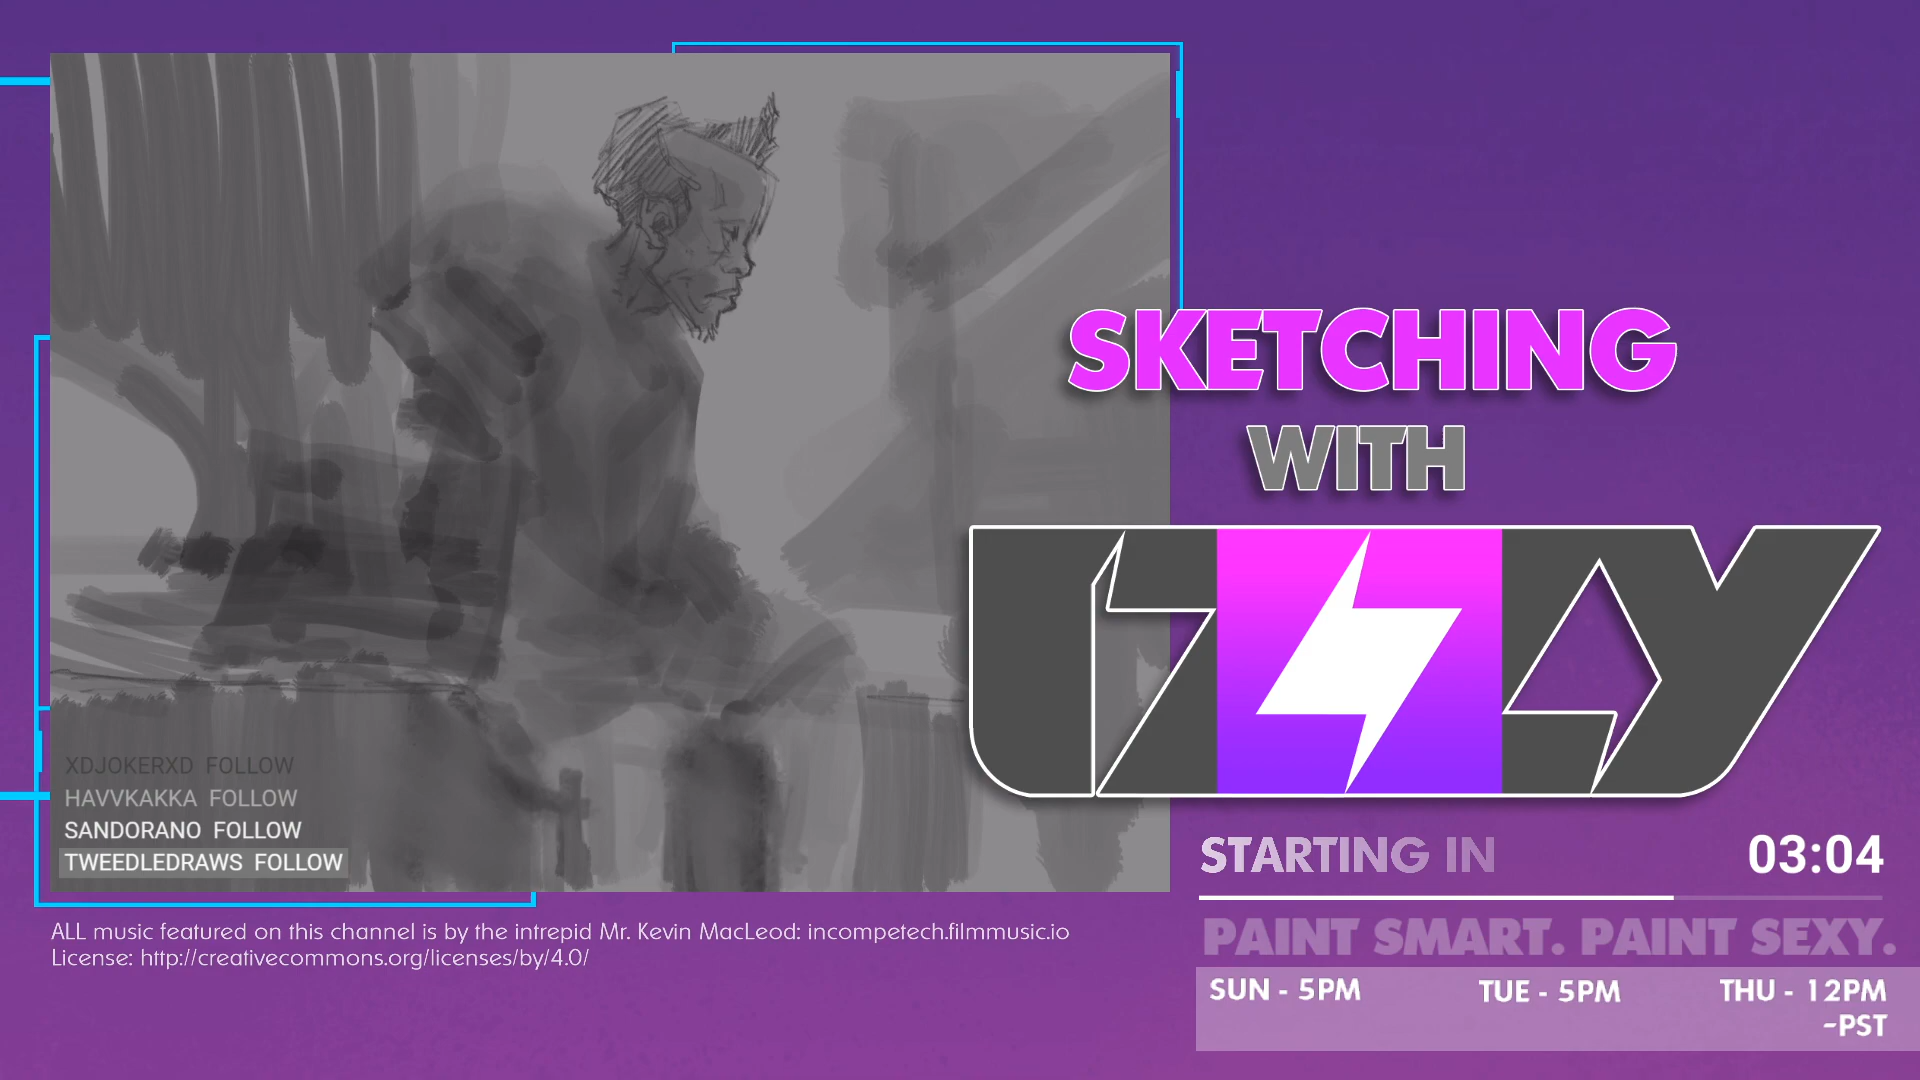 SKETCHING
WITH
IZZY
XDJOKERXD FOLLOW
HAVVKAKKA FOLLOW
SANDORANO FOLLOW
TWEEDLEDRAWS FOLLOW
STARTING IN 03:04
PAINT SMART. PAINT SEXY.
ALL music featured on this channel is by the intrepid Mr. Kevin MacLeod: incompetech.filmmusic.io
License: http://creativecommons.org/licenses/by/4.0/
SUN - 5PM TUE - 5PM THU - 12PM
~PST